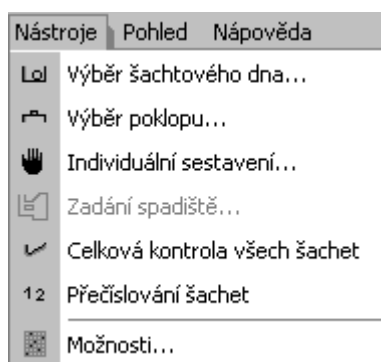 Nástroje Pohled Nápověda
Výběr šachtového dna...
Výběr poklopu...
Individuální sestavení...
Zadání spadiště...
Celková kontrola všech šachet
12 Přečíslování šachet
Možnosti...